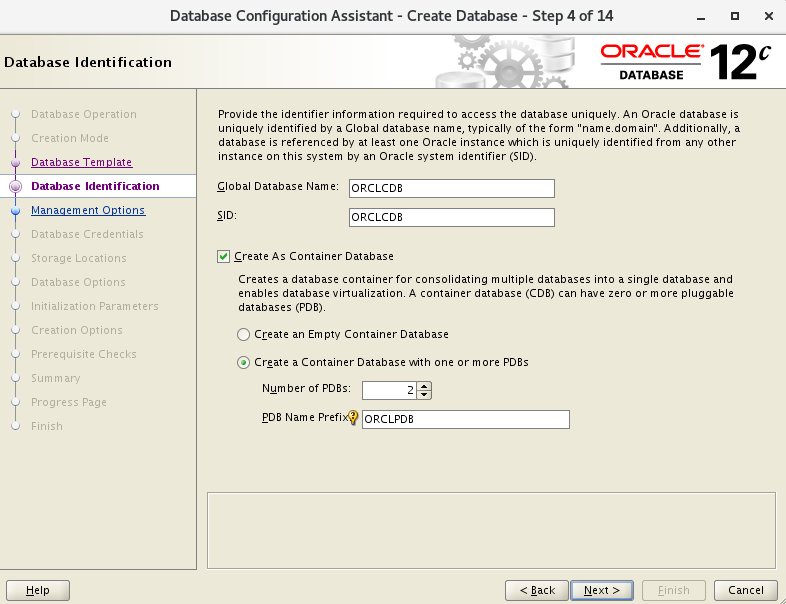 Database Configuration Assistant - Create Database - Step 4 of 14
Database Identification
ORACLE
DATABASE
12c
Database Operation
Creation Mode
Database Template
Database Identification
Management Options
Database Credentials
Storage Locations
Database Options
Initialization Parameters
Creation Options
Prerequisite Checks
Summary
Progress Page
Finish
Provide the identifier information required to access the database uniquely. An Oracle database is
uniquely identified by a Global database name, typically of the form "name.domain". Additionally, a
database is referenced by at least one Oracle instance which is uniquely identified from any other
instance on this system by an Oracle system identifier (SID).
Global Database Name: ORCLCDB
SID: ORCLCDB
Create As Container Database
Creates a database container for consolidating multiple databases into a single database and
enables database virtualization. A container database (CDB) can have zero or more pluggable
databases (PDB).
Create an Empty Container Database
Create a Container Database with one or more PDBs
Number of PDBs: 2
PDB Name Prefix ORCLPDB
Help
< Back
Next >
Finish
Cancel